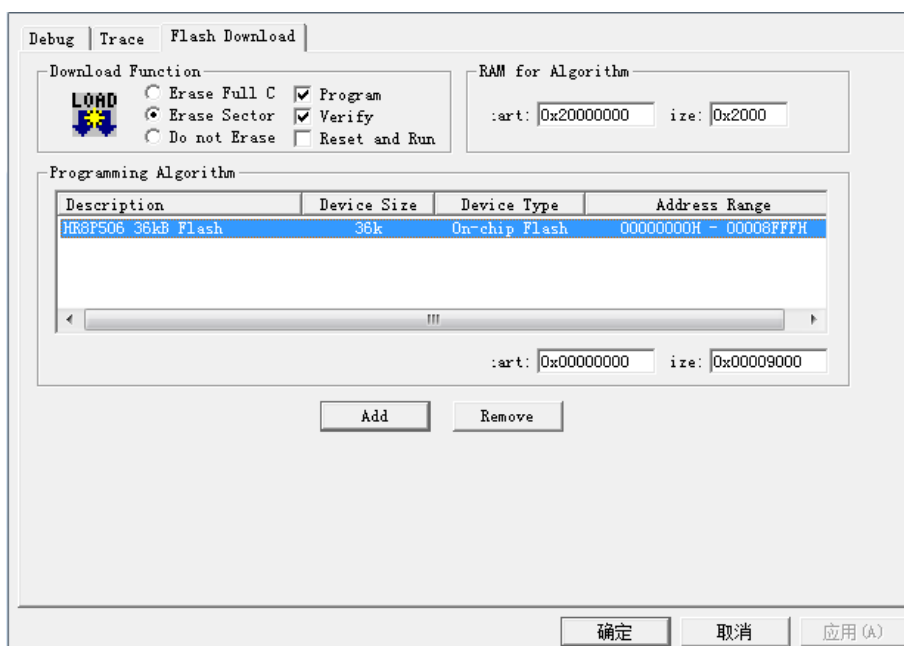 Debug Trace Flash Download
Download Function
LOAD
Erase Full C
Program
Erase Sector
Verify
Do not Erase
Reset and Run
RAM for Algorithm
:art: 0x20000000 ize: 0x2000
Programming Algorithm
Description Device Size Device Type Address Range
HR8P506 36kB Flash 36k On-chip Flash 00000000H - 00008FFFH
:art: 0x00000000 ize: 0x00009000
Add Remove
确定 取消 应用(A)